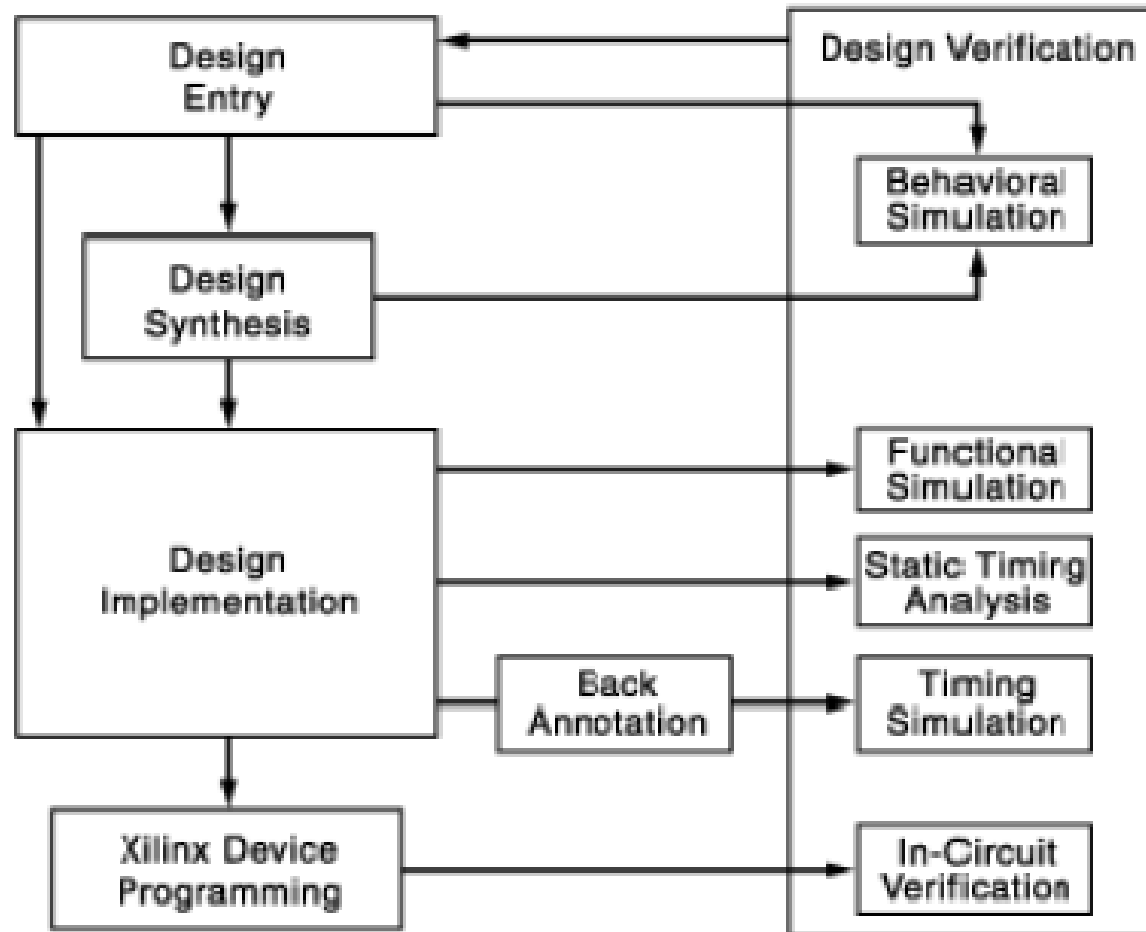 Design
Entry
Design Verification
Behavioral
Simulation
Design
Synthesis
Functional
Simulation
Design
Implementation
Static Timing
Analysis
Back
Annotation
Timing
Simulation
Xilinx Device
Programming
In-Circuit
Verification